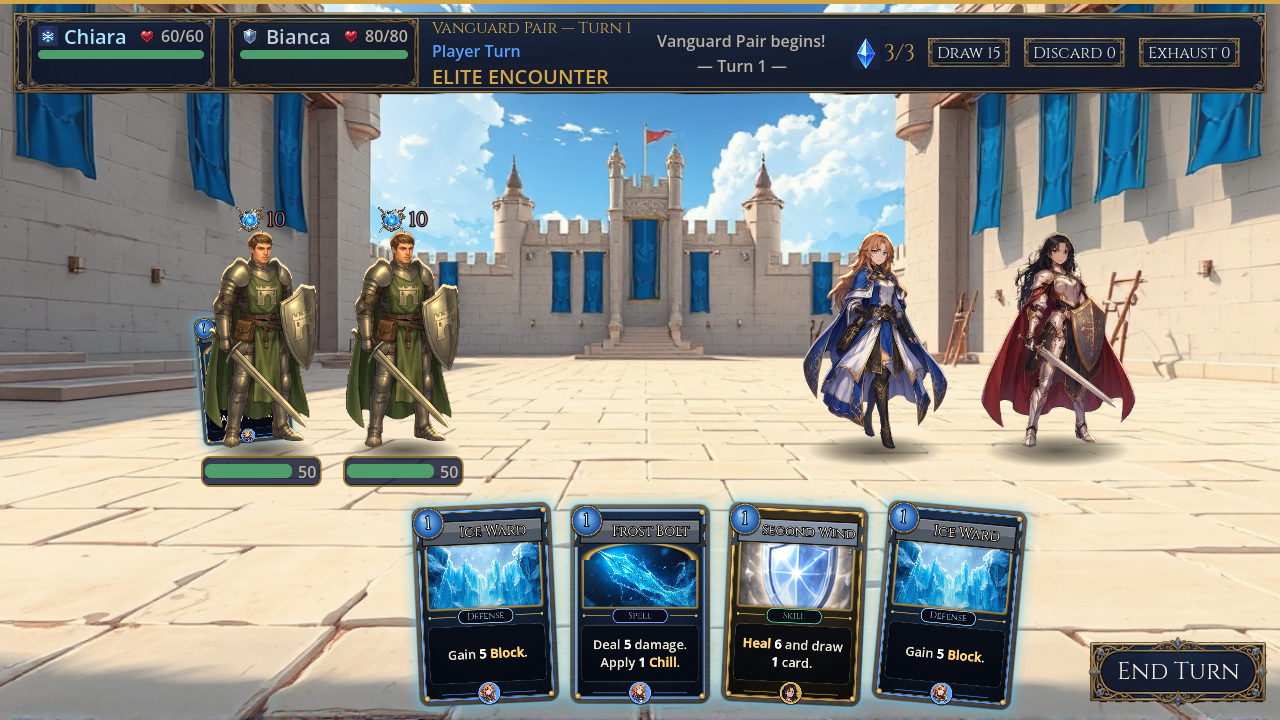 Chiara 60/60
Bianca 80/80
Vanguard Pair — Turn 1
Player Turn
ELITE ENCOUNTER
Vanguard Pair begins!
— Turn 1 —
3/3
Draw 15
Discard 0
Exhaust 0
10
10
1
50
50
1
Ice Ward
Defense
Gain 5 Block.
1
Frost Bolt
Spell
Deal 5 damage.
Apply 1 Chill.
1
Second Wind
Skill
Heal 6 and draw
1 card.
1
Ice Ward
Defense
Gain 5 Block.
End Turn